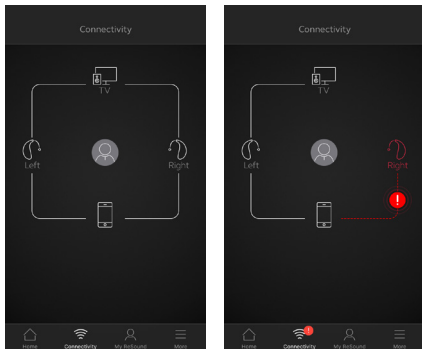 Connectivity
TV
Left
Right
Home
Connectivity
My ReSound
More
Connectivity
TV
Left
Right
!
!
Home
Connectivity
My ReSound
More